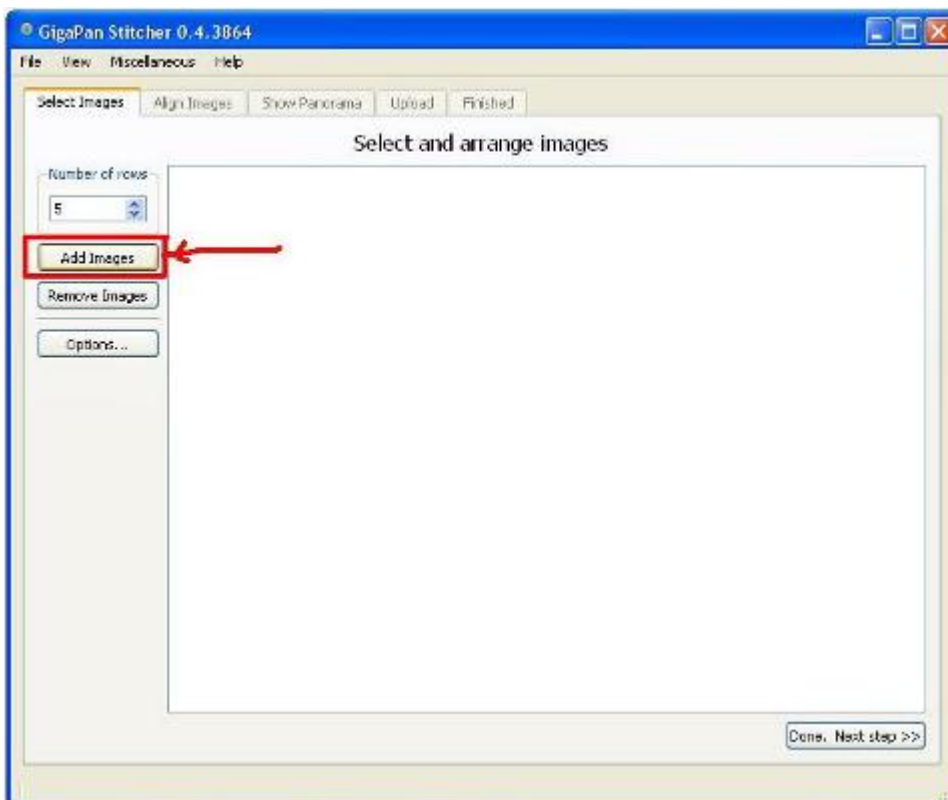 GigaPan Stitcher 0.4.3864
File View Miscellaneous Help
Select Images Align Images Show Panorama Upload Finished
Select and arrange images
Number of rows
5
Add Images
Remove Images
Options...
Done. Next step >>